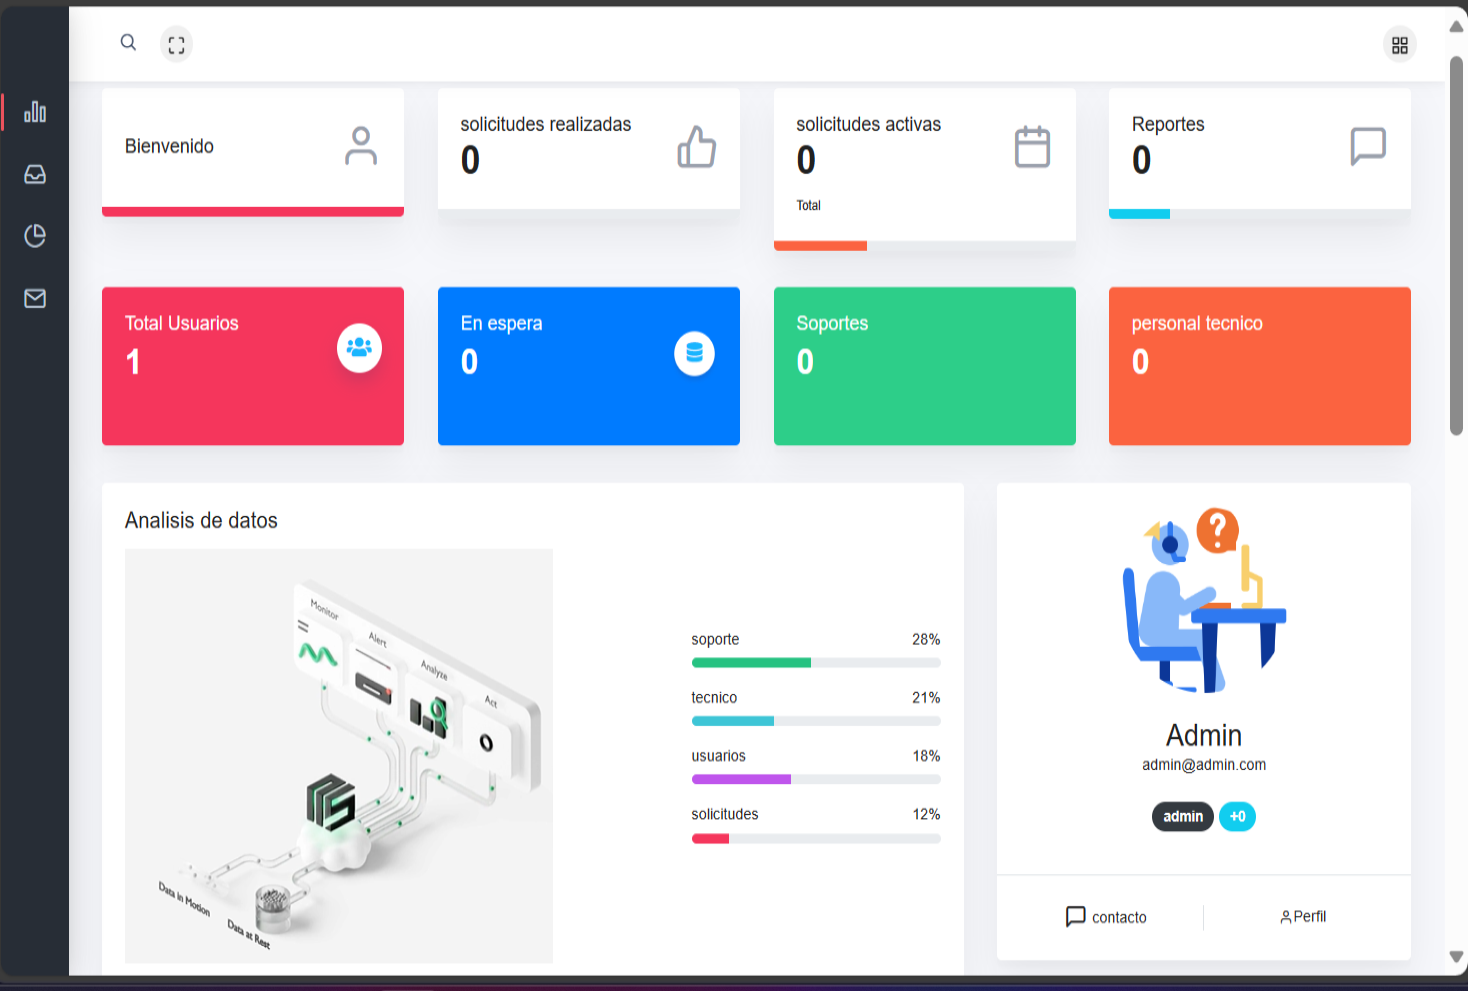 Bienvenido
solicitudes realizadas
0
solicitudes activas
0
Total
Reportes
0
Total Usuarios
1
En espera
0
Soportes
0
personal tecnico
0
Analisis de datos
Monitor
Alert
Analyze
Act
Data in Motion
Data at Rest
soporte 28%
tecnico 21%
usuarios 18%
solicitudes 12%
?
Admin
admin@admin.com
admin +0
contacto
Perfil